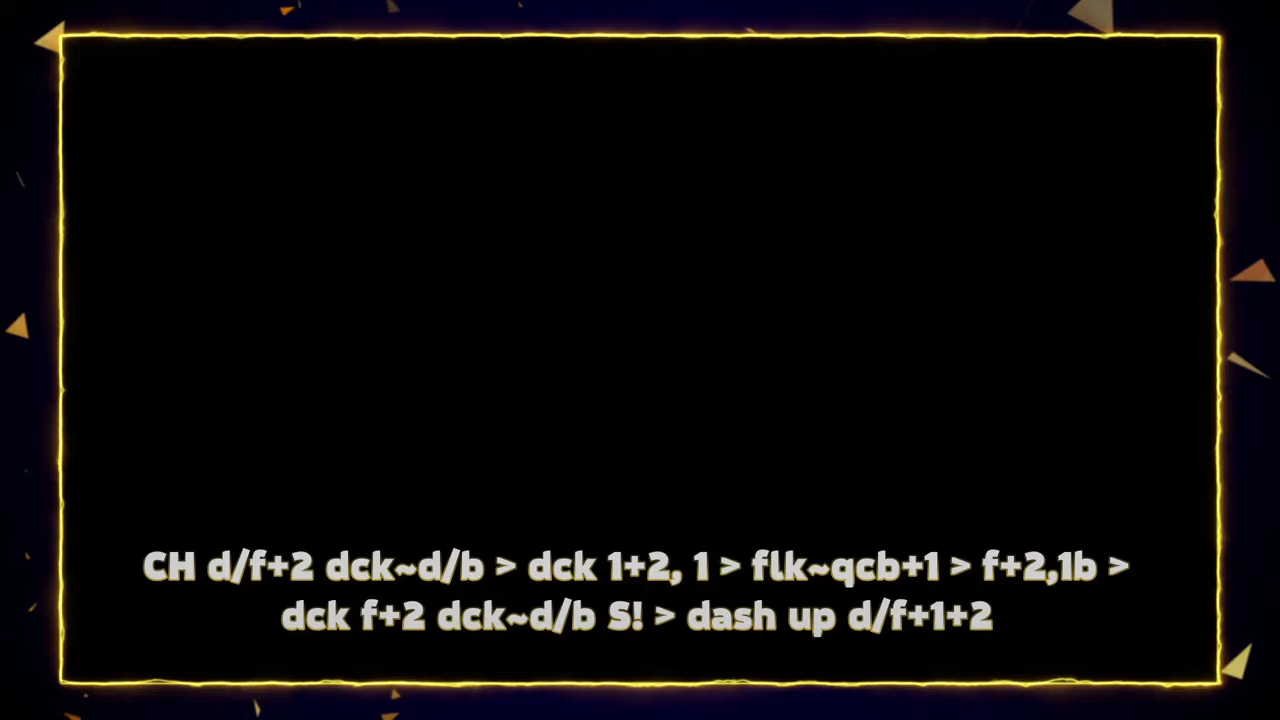 CH d/f+2 dck~d/b > dck 1+2, 1 > flk~qcb+1 > f+2,1b >
dck f+2 dck~d/b S! > dash up d/f+1+2